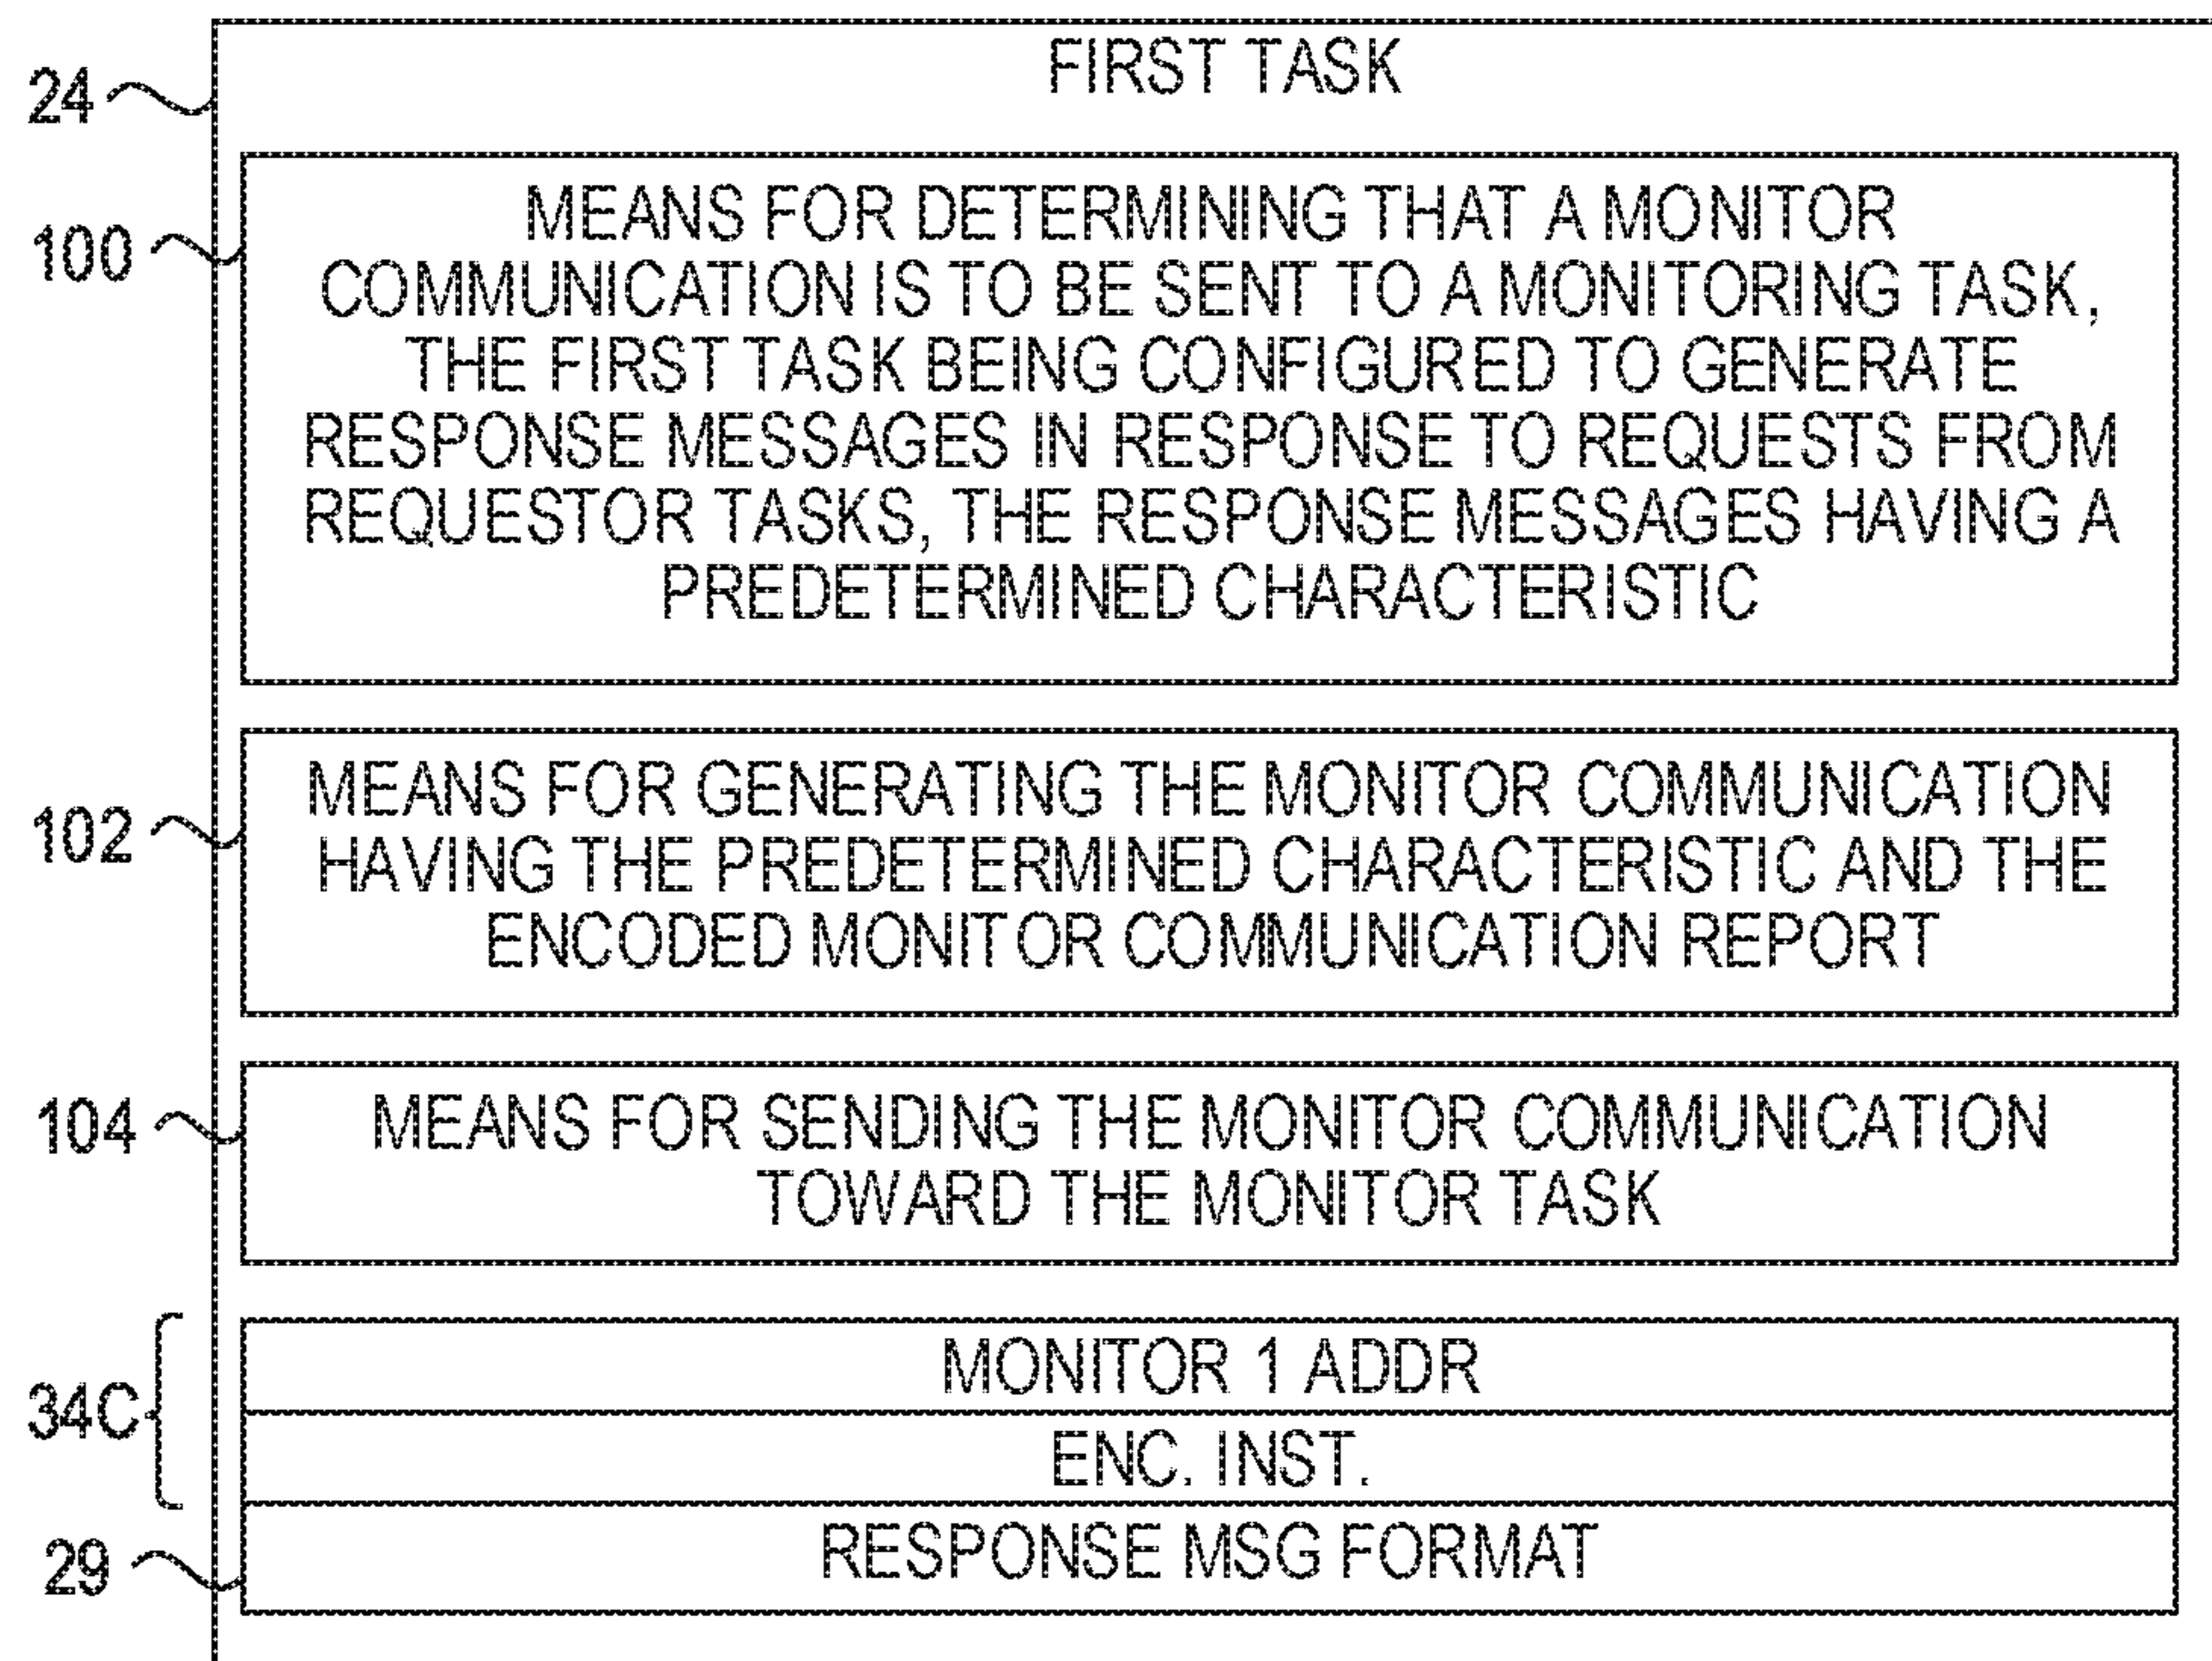 FIRST TASK
24
100
MEANS FOR DETERMINING THAT A MONITOR
COMMUNICATION IS TO BE SENT TO A MONITORING TASK,
THE FIRST TASK BEING CONFIGURED TO GENERATE
RESPONSE MESSAGES IN RESPONSE TO REQUESTS FROM
REQUESTOR TASKS, THE RESPONSE MESSAGES HAVING A
PREDETERMINED CHARACTERISTIC
102
MEANS FOR GENERATING THE MONITOR COMMUNICATION
HAVING THE PREDETERMINED CHARACTERISTIC AND THE
ENCODED MONITOR COMMUNICATION REPORT
104
MEANS FOR SENDING THE MONITOR COMMUNICATION
TOWARD THE MONITOR TASK
34C
MONITOR 1 ADDR
ENC. INST.
29
RESPONSE MSG FORMAT